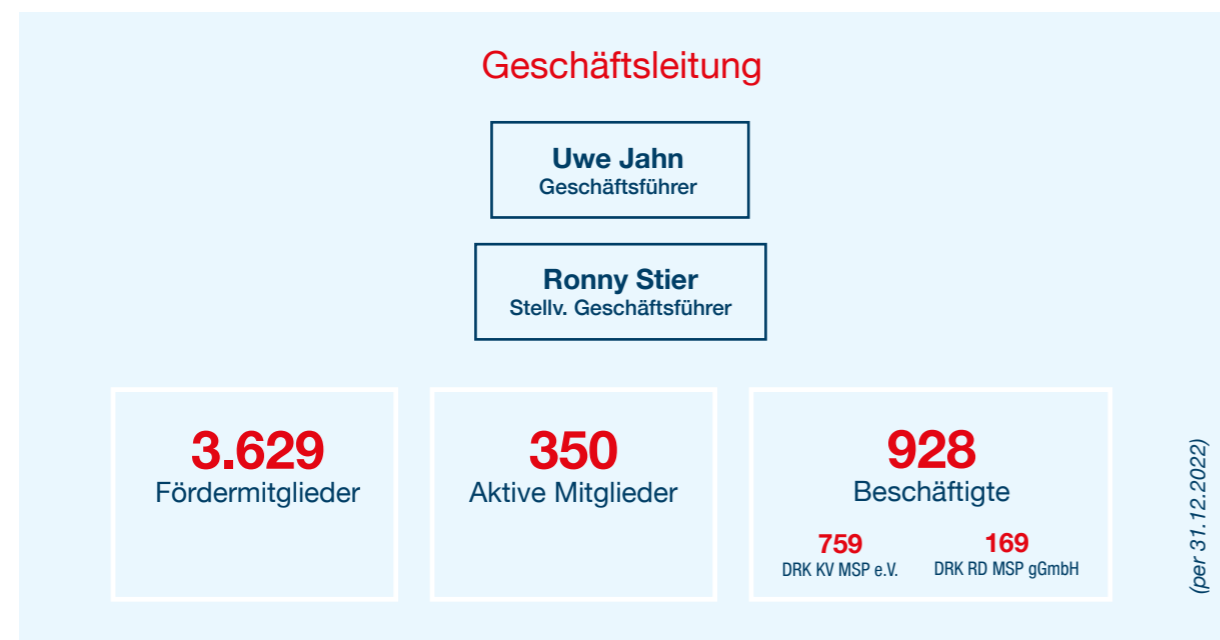 Geschäftsleitung
Uwe Jahn
Geschäftsführer
Ronny Stier
Stellv. Geschäftsführer
3.629
Fördermitglieder
350
Aktive Mitglieder
928
Beschäftigte
759
DRK KV MSP e.V.
169
DRK RD MSP gGmbH
(per 31.12.2022)